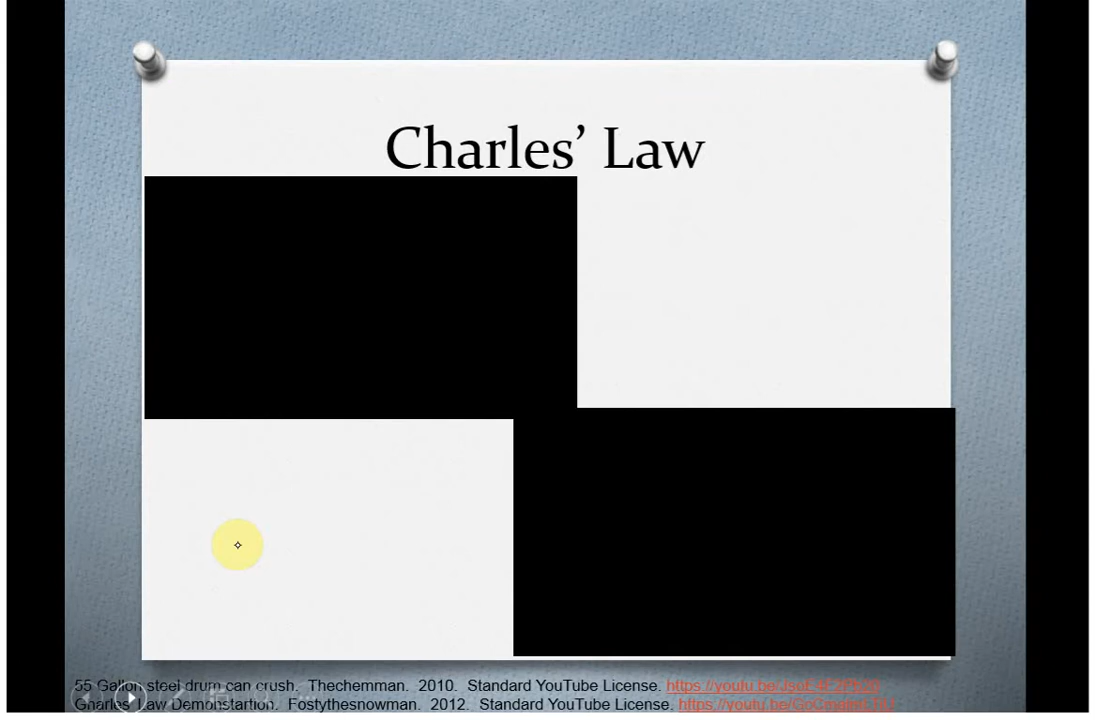 Charles’ Law
55 Gallon steel drum can crush. Thechemman. 2010. Standard YouTube License.
Law Demonstartion. Fostythesnowman. 2012. Standard YouTube License.